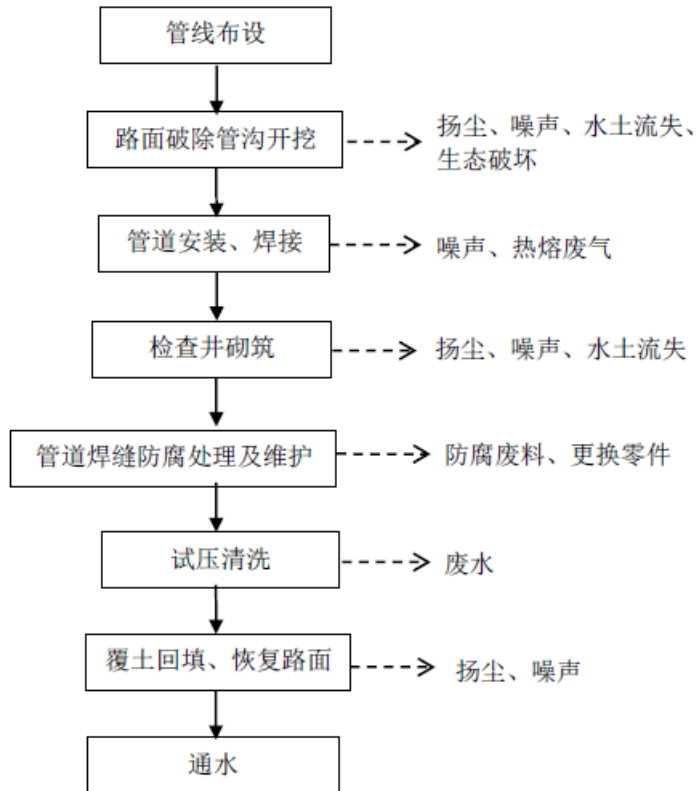 管线布设
路面破除管沟开挖
扬尘、噪声、水土流失、
生态破坏
管道安装、焊接
噪声、热熔废气
检查井砌筑
扬尘、噪声、水土流失
管道焊缝防腐处理及维护
防腐废料、更换零件
试压清洗
废水
覆土回填、恢复路面
扬尘、噪声
通水